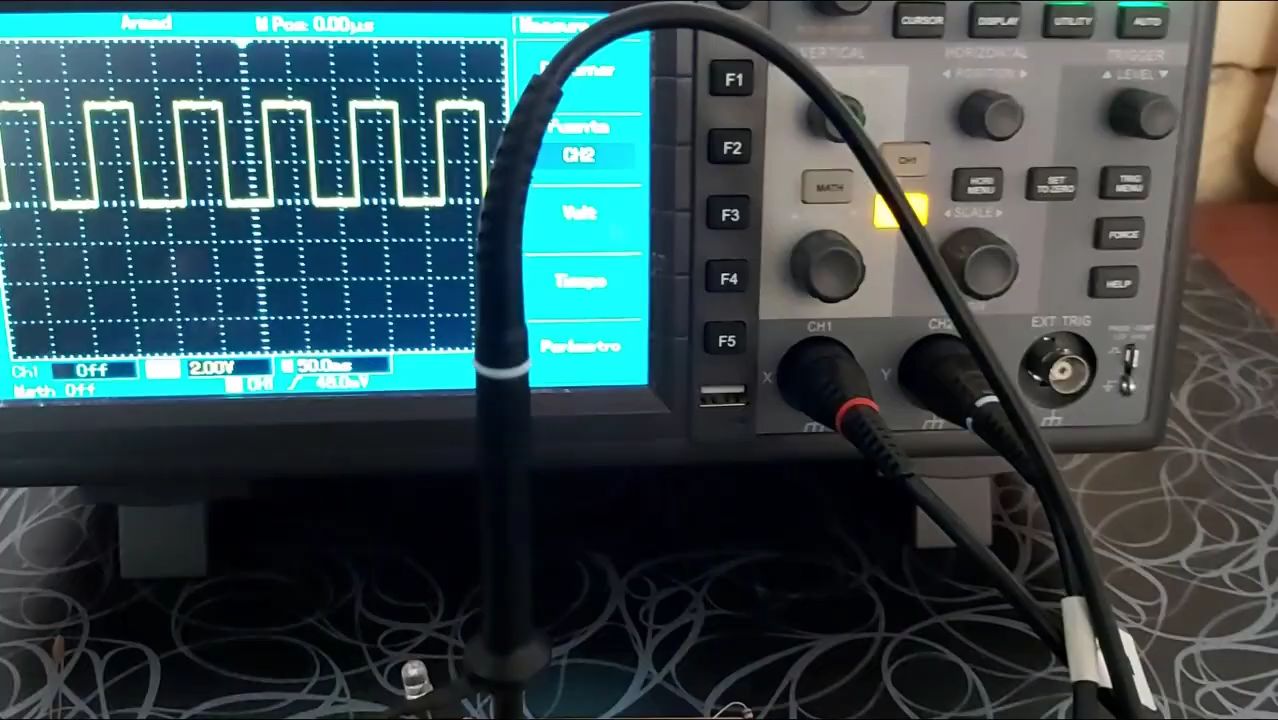 Armed
M Pos: 0.00µs
CH2
Volt
Tiempo
Parámetro
Ch1 Off
2.00V
M 50.0ms
Math Off
CH1
48.0mV
F1
F2
F3
F4
F5
CURSOR
DISPLAY
UTILITY
AUTO
VERTICAL
HORIZONTAL
TRIGGER
◄ POSITION ►
▲ LEVEL ▼
CH1
MATH
HORI MENU
SET TO ZERO
TRIG MENU
◄ SCALE ►
FORCE
HELP
CH1
CH2
EXT TRIG
X
Y